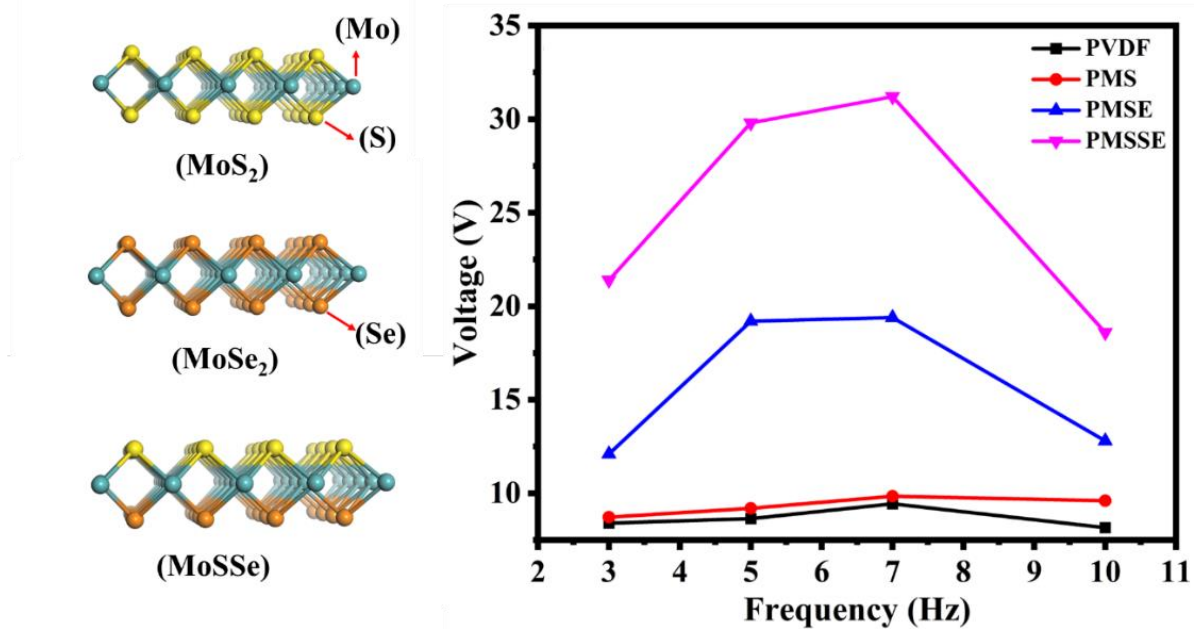 (Mo)
(S)
(MoS₂)
(Se)
(MoSe₂)
(MoSSe)
35
30
25
20
15
10
Voltage (V)
PVDF
PMS
PMSE
PMSSE
2 3 4 5 6 7 8 9 10 11
Frequency (Hz)